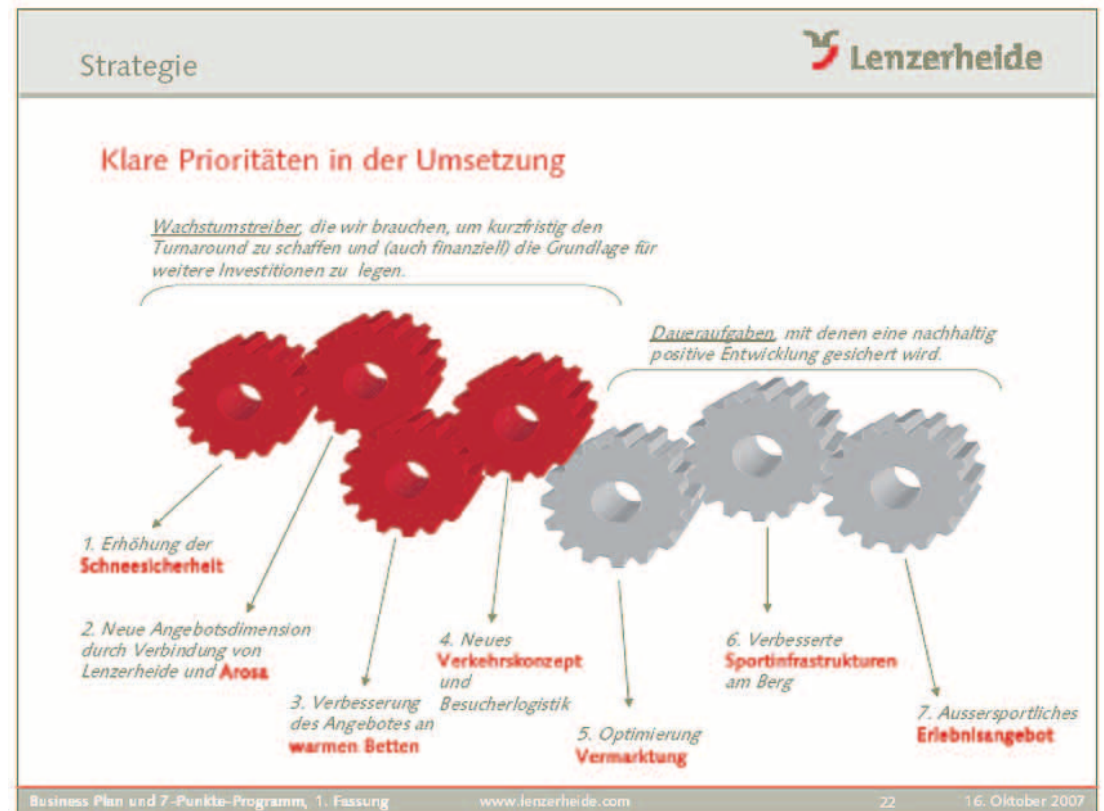 Strategie
Lenzerheide
Klare Prioritäten in der Umsetzung
Wachstumstreiber, die wir brauchen, um kurzfristig den
Turnaround zu schaffen und (auch finanziell) die Grundlage für
weitere Investitionen zu legen.
Daueraufgaben, mit denen eine nachhaltig
positive Entwicklung gesichert wird.
1. Erhöhung der
Schneesicherheit
2. Neue Angebotsdimension
durch Verbindung von
Lenzerheide und Arosa
3. Verbesserung
des Angebotes an
warmen Betten
4. Neues
Verkehrskonzept
und
Besucherlogistik
5. Optimierung
Vermarktung
6. Verbesserte
Sportinfrastrukturen
am Berg
7. Aussersportliches
Erlebnisangebot
Business Plan und 7-Punkte-Programm, 1. Fassung www.lenzerheide.com 22 16. Oktober 2007